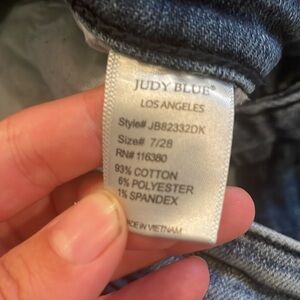 JUDY BLUE®
LOS ANGELES
Style# JB82332DK
Size# 7/28
RN# 116380
93% COTTON
6% POLYESTER
1% SPANDEX
MADE IN VIETNAM